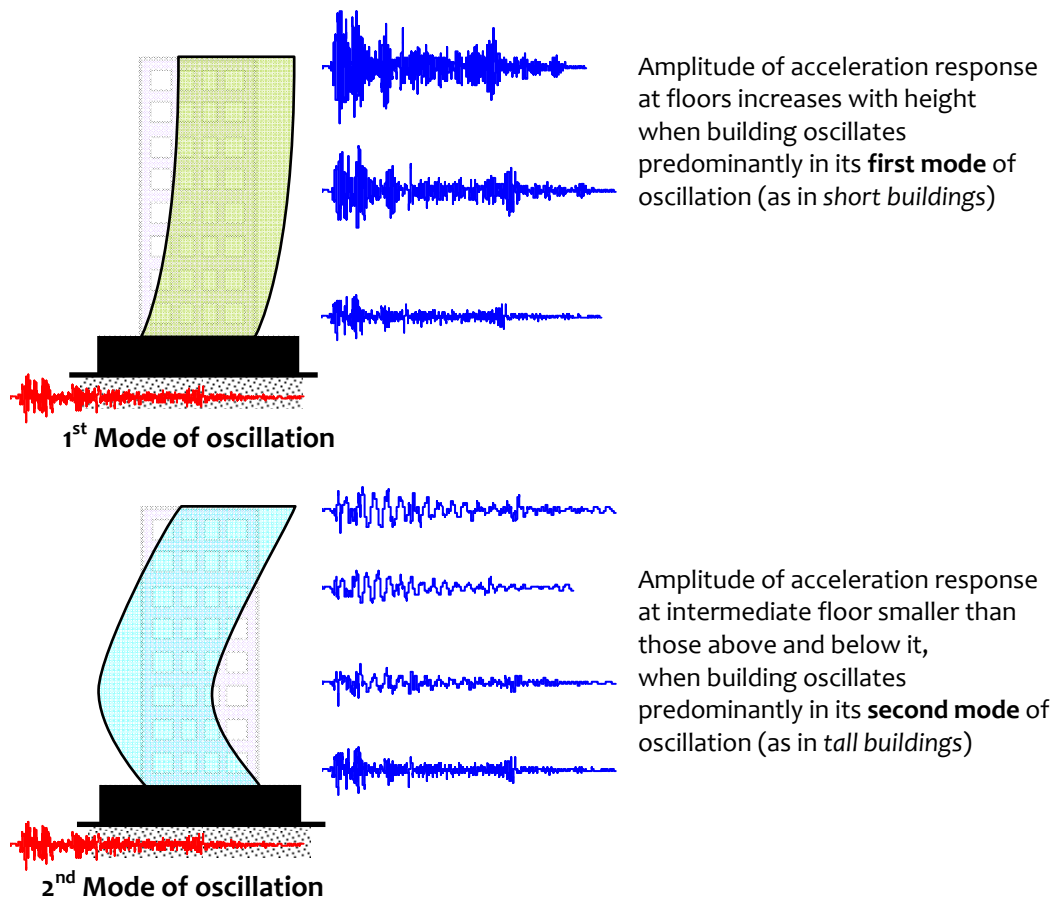 Amplitude of acceleration response
at floors increases with height
when building oscillates
predominantly in its first mode of
oscillation (as in short buildings)
1st Mode of oscillation
Amplitude of acceleration response
at intermediate floor smaller than
those above and below it,
when building oscillates
predominantly in its second mode of
oscillation (as in tall buildings)
2nd Mode of oscillation